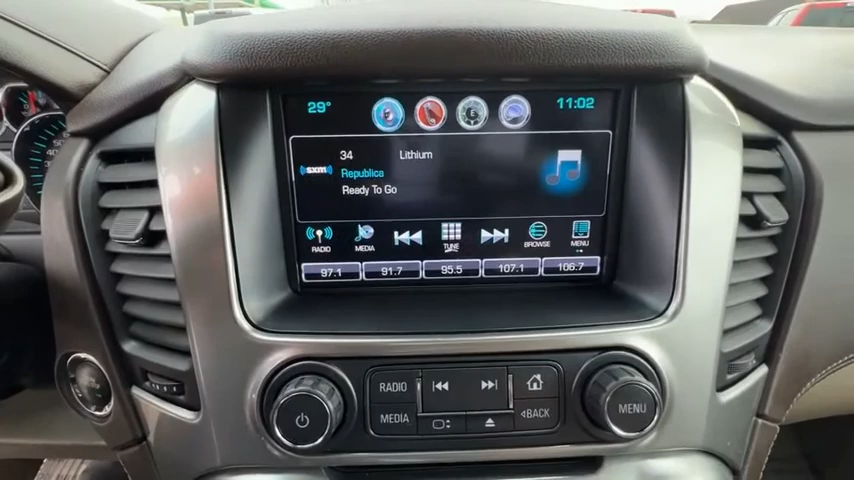 29° 11:02
34 Lithium
sxm
Republica
Ready To Go
RADIO MEDIA TUNE BROWSE MENU
97.1 91.7 95.5 107.1 106.7
RADIO
MEDIA
BACK
MENU